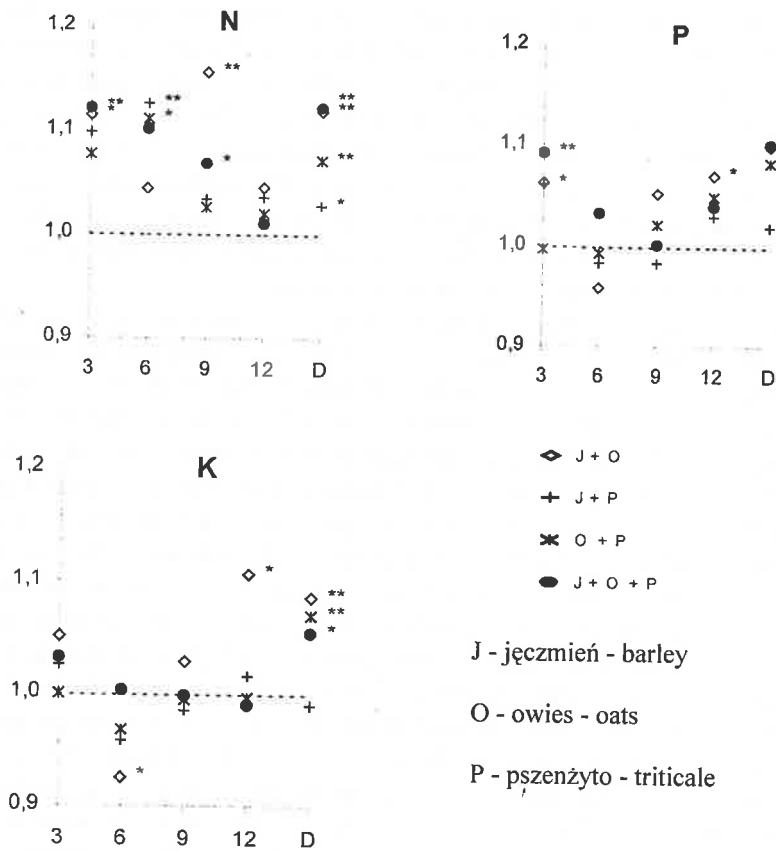 N
1,2
1,1
1,0
0,9
** *
** *
**
*
** **
**
*
3 6 9 12 D
P
1,2
1,1
1,0
0,9
**
*
*
3 6 9 12 D
K
1,2
1,1
1,0
0,9
*
*
**
**
*
3 6 9 12 D
J + O
J + P
O + P
J + O + P
J - jęczmień - barley
O - owies - oats
P - pszenżyto - triticale